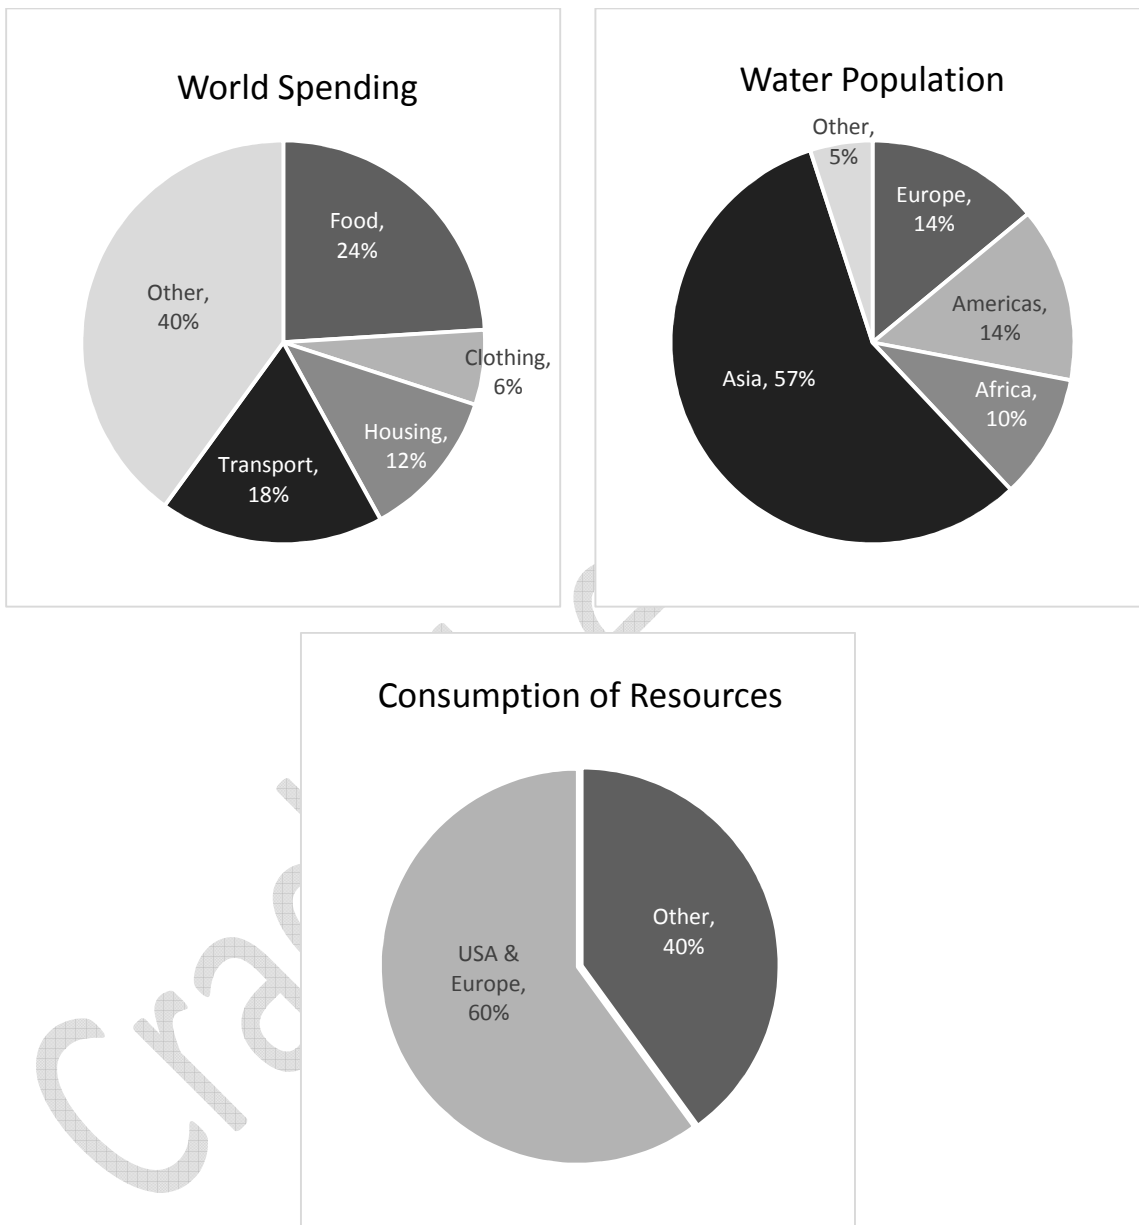 World Spending
Food,
24%
Clothing,
6%
Housing,
12%
Transport,
18%
Other,
40%
Water Population
Other,
5%
Europe,
14%
Americas,
14%
Africa,
10%
Asia, 57%
Consumption of Resources
Other,
40%
USA &
Europe,
60%